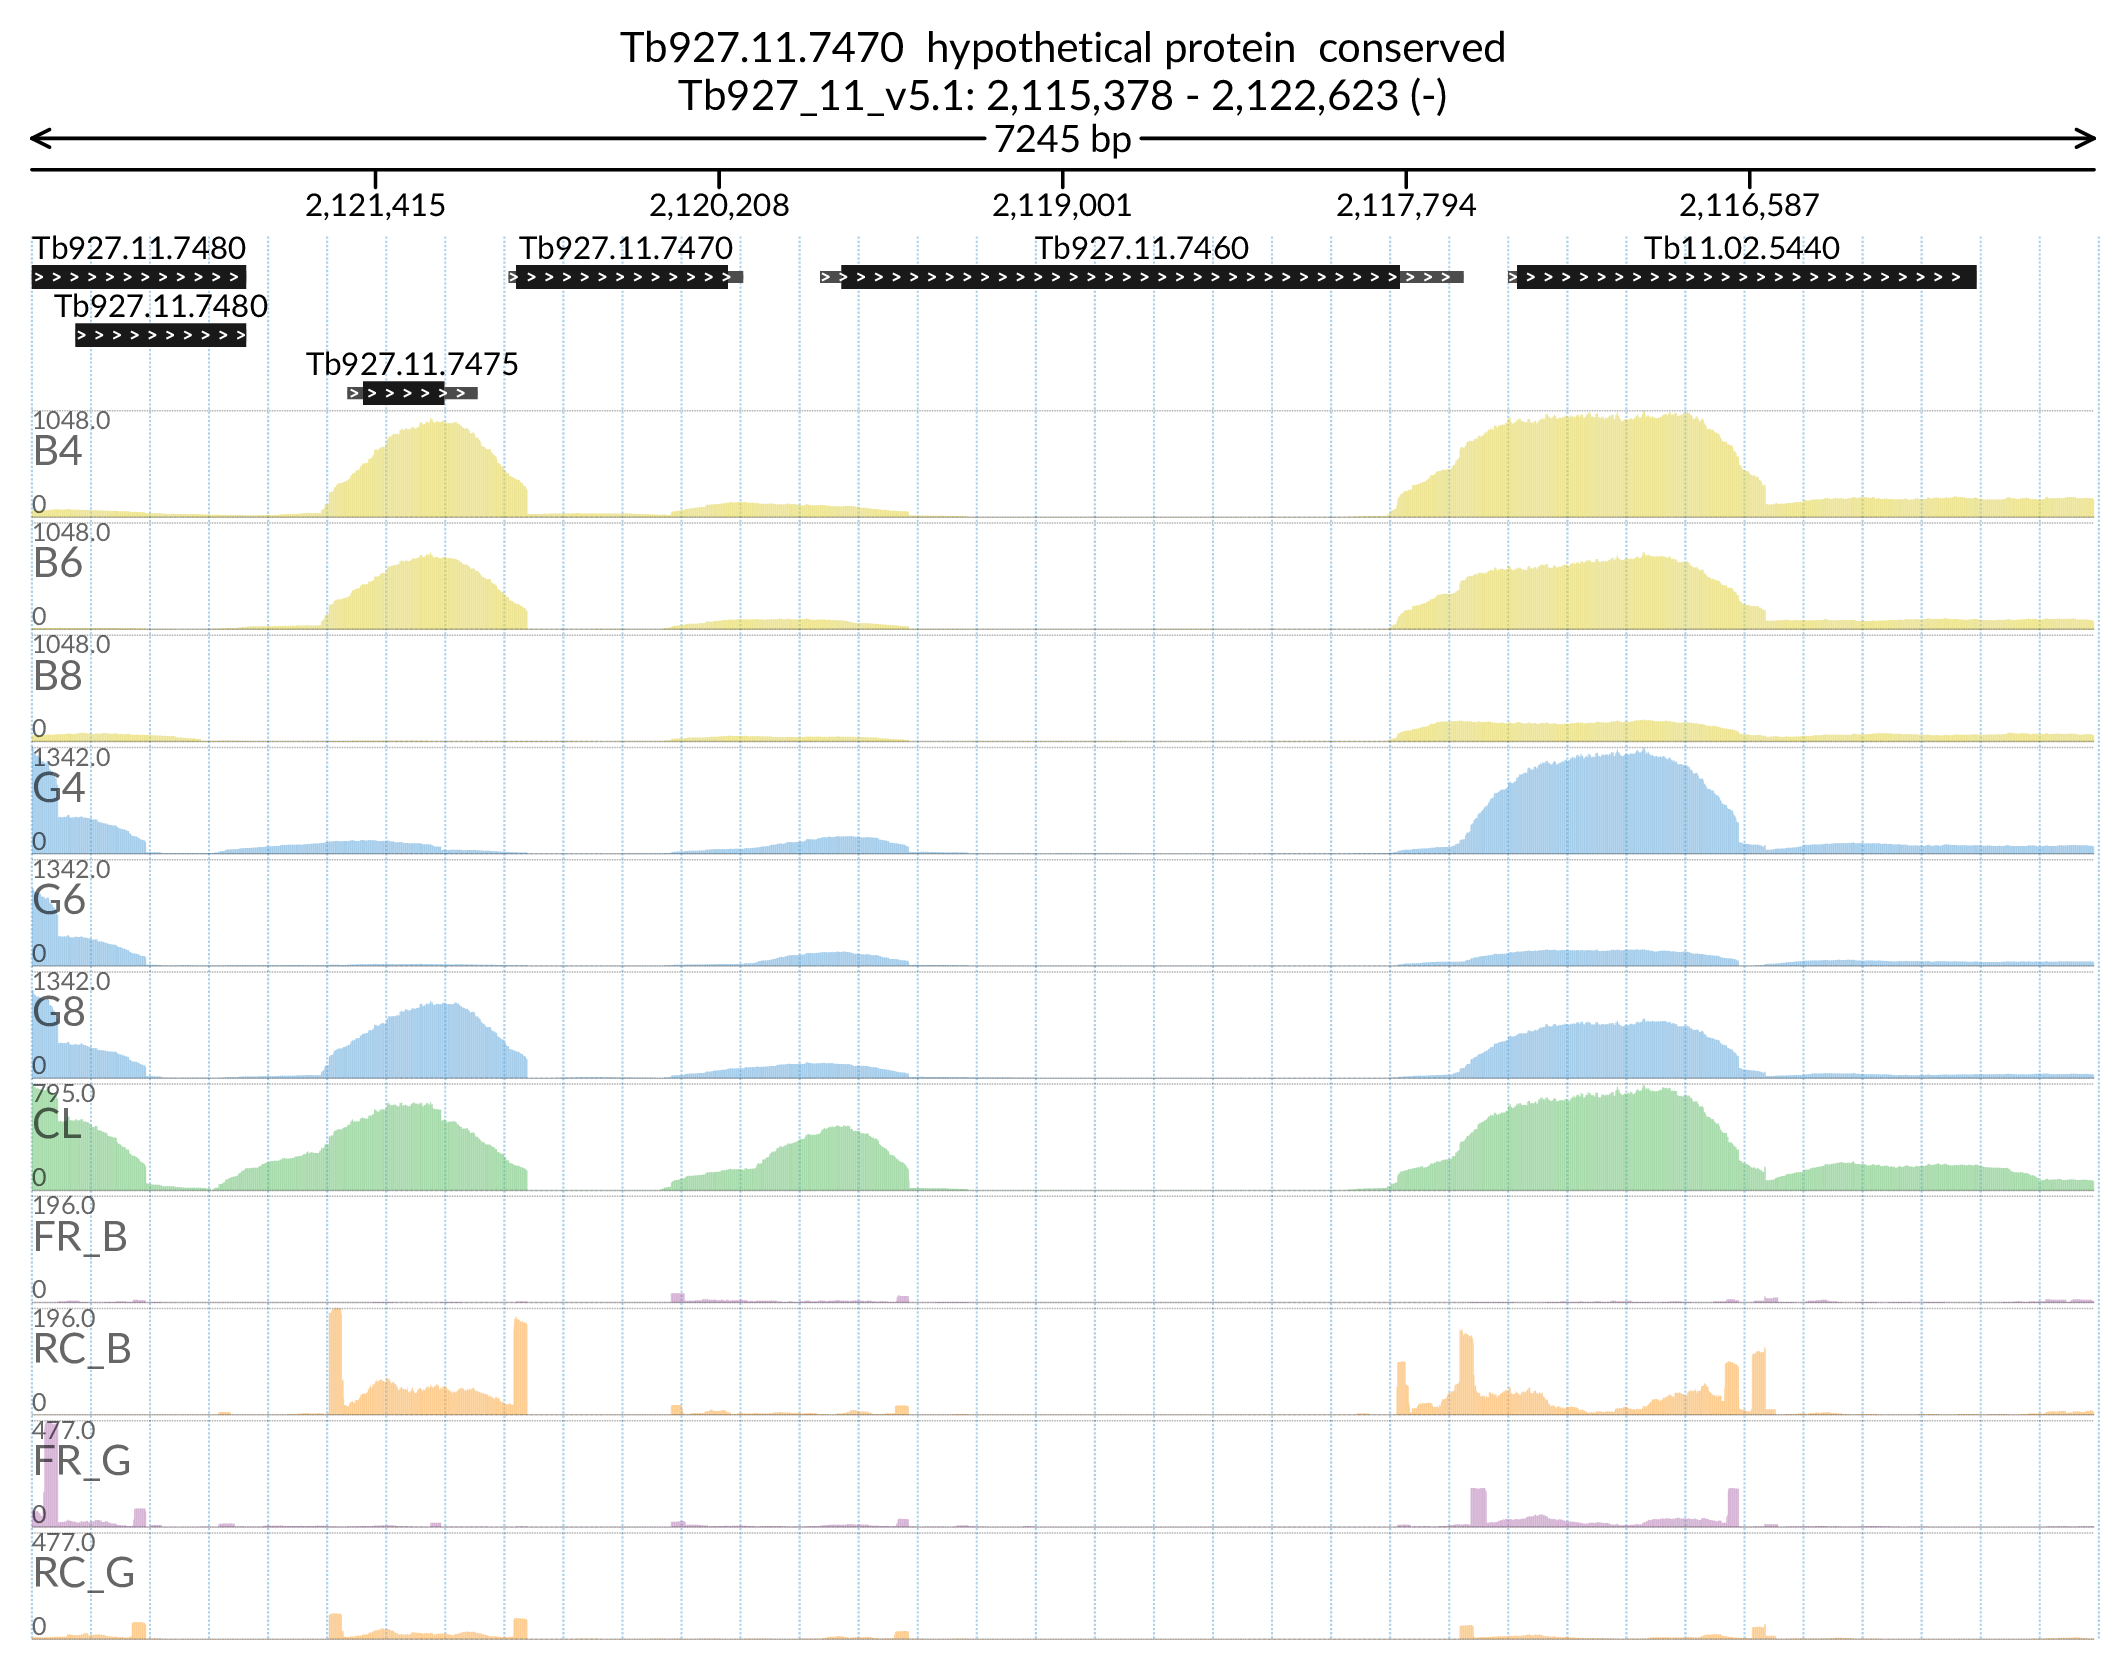 Tb927.11.7470 hypothetical protein conserved
Tb927_11_v5.1: 2,115,378 - 2,122,623 (-)
7245 bp
2,121,415 2,120,208 2,119,001 2,117,794 2,116,587
Tb927.11.7480 Tb927.11.7470 Tb927.11.7460 Tb11.02.5440
Tb927.11.7480
Tb927.11.7475
1048.0
B4
0
1048.0
B6
0
1048.0
B8
0
1342.0
G4
0
1342.0
G6
0
1342.0
G8
0
795.0
CL
0
196.0
FR_B
0
196.0
RC_B
0
477.0
FR_G
0
477.0
RC_G
0